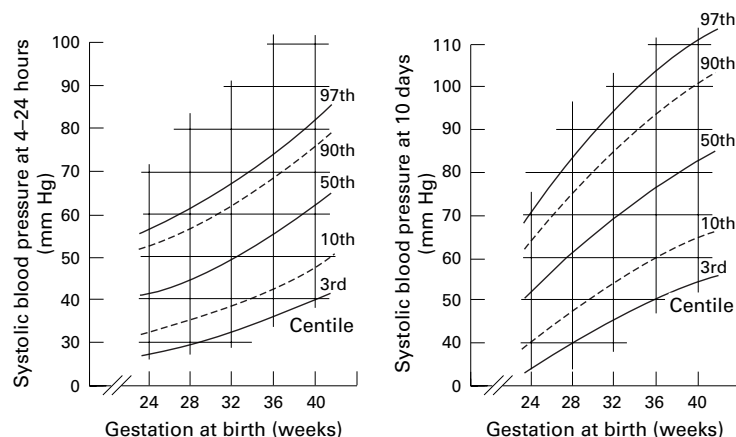 Systolic blood pressure at 4–24 hours
(mm Hg)
100
90
80
70
60
50
40
30
0
97th
90th
50th
10th
3rd
Centile
24 28 32 36 40
Gestation at birth (weeks)
Systolic blood pressure at 10 days
(mm Hg)
110
100
90
80
70
60
50
40
0
97th
90th
50th
10th
3rd
Centile
24 28 32 36 40
Gestation at birth (weeks)